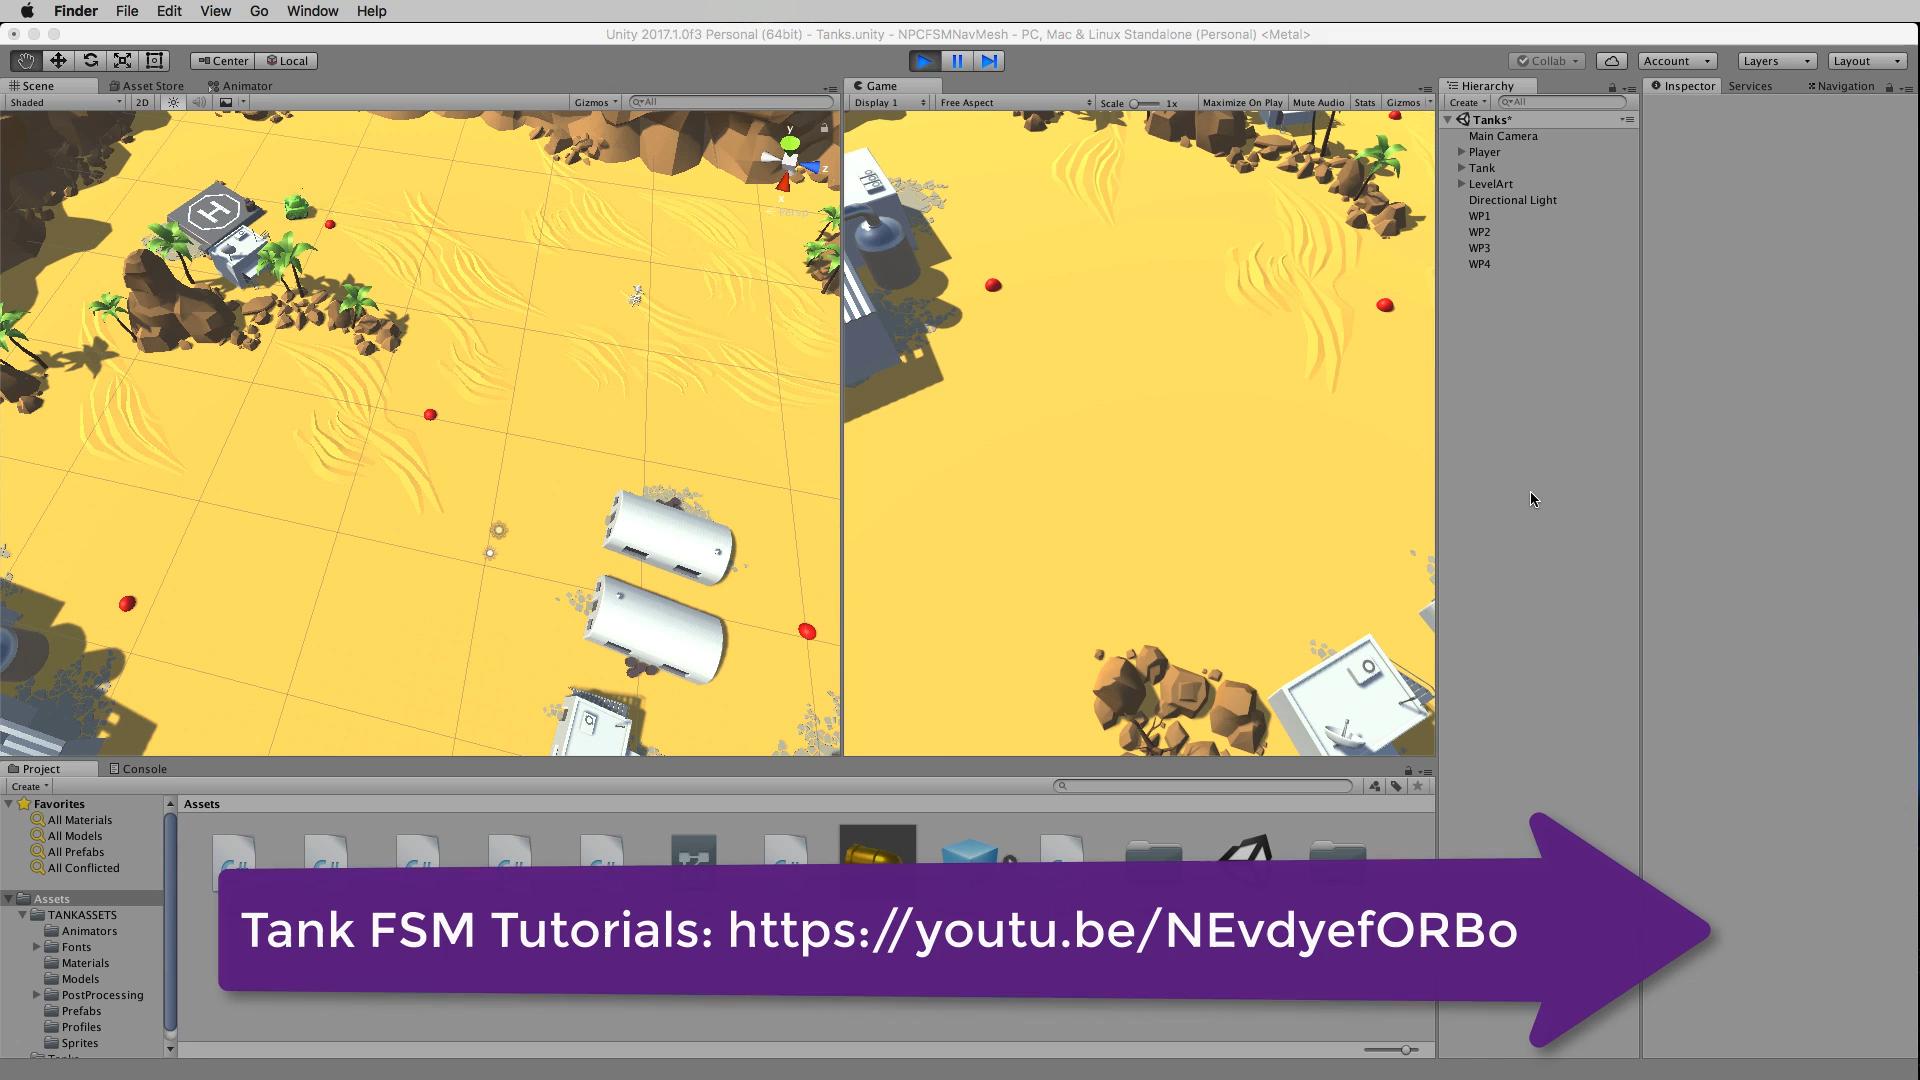 Finder File Edit View Go Window Help
Unity 2017.1.0f3 Personal (64bit) - Tanks.unity - NPCFSMNavMesh - PC, Mac & Linux Standalone (Personal) <Metal>
Center Local Collab Account Layers Layout
Scene Asset Store Animator Game Hierarchy Inspector Services Navigation
Shaded 2D Gizmos All Display 1 Free Aspect Scale 1x Maximize On Play Mute Audio Stats Gizmos Create All
Tanks*
Main Camera
Player
Tank
LevelArt
Directional Light
WP1
WP2
WP3
WP4
y
z
x
Persp
H
Project Console
Create
Favorites
All Materials
All Models
All Prefabs
All Conflicted
Assets
TANKASSETS
Animators
Fonts
Materials
Models
PostProcessing
Prefabs
Profiles
Sprites
Tanks
Assets
C# C# C# C# C# C# C#
Tank FSM Tutorials: https://youtu.be/NEvdyefORBo